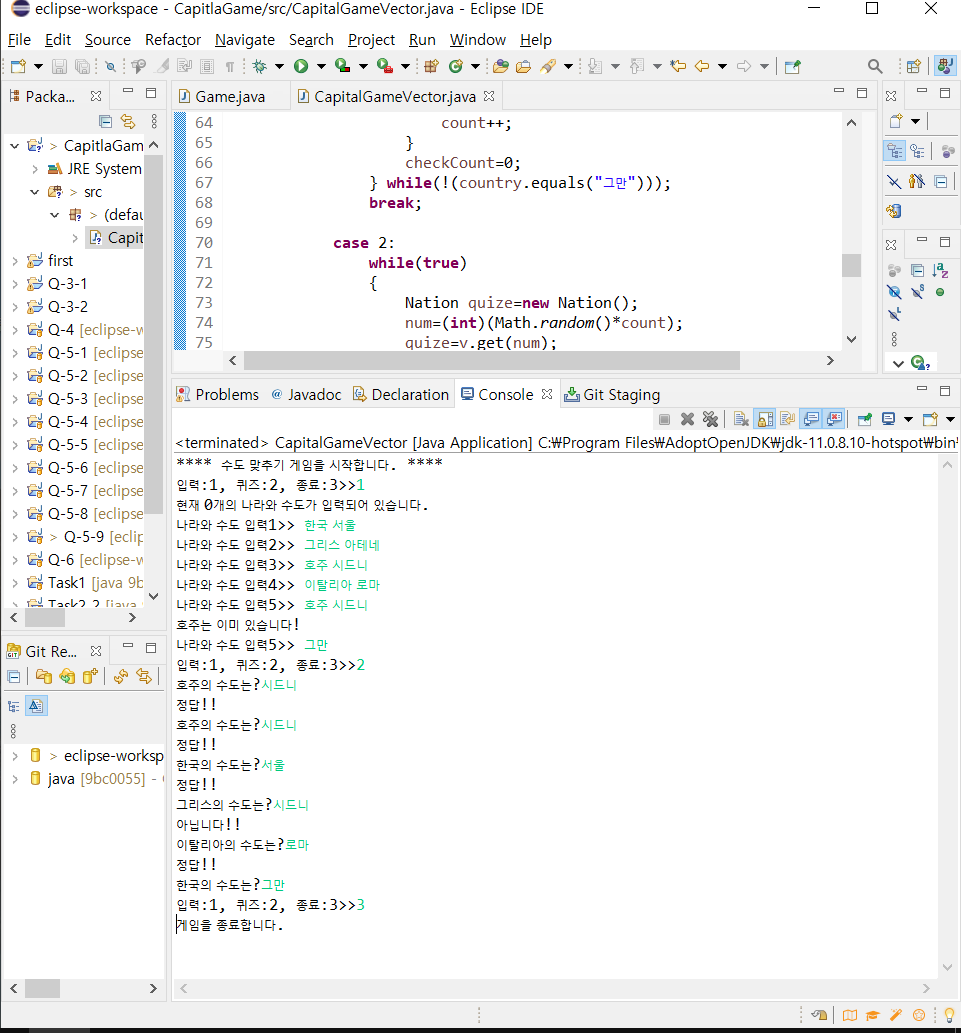 eclipse-workspace - CapitlaGame/src/CapitalGameVector.java - Eclipse IDE
File Edit Source Refactor Navigate Search Project Run Window Help
Packa...
> CapitlaGam
JRE System
> src
> (defau
Capit
first
Q-3-1
Q-3-2
Q-4 [eclipse-w
Q-5-1 [eclipse
Q-5-2 [eclipse
Q-5-3 [eclipse
Q-5-4 [eclipse
Q-5-5 [eclipse
Q-5-6 [eclipse
Q-5-7 [eclipse
Q-5-8 [eclipse
> Q-5-9 [eclip
Q-6 [eclipse-w
Task1 [java 9b
Task2_2 [java
Git Re...
> eclipse-worksp
java [9bc0055] -
Game.java CapitalGameVector.java
64 count++;
65 }
66 checkCount=0;
67 } while(!(country.equals("그만")));
68 break;
69
70 case 2:
71 while(true)
72 {
73 Nation quize=new Nation();
74 num=(int)(Math.random()*count);
75 quize=v.get(num);
Problems @ Javadoc Declaration Console Git Staging
<terminated> CapitalGameVector [Java Application] C:₩Program Files₩AdoptOpenJDK₩jdk-11.0.8.10-hotspot₩bin₩
**** 수도 맞추기 게임을 시작합니다. ****
입력:1, 퀴즈:2, 종료:3>>1
현재 0개의 나라와 수도가 입력되어 있습니다.
나라와 수도 입력1>> 한국 서울
나라와 수도 입력2>> 그리스 아테네
나라와 수도 입력3>> 호주 시드니
나라와 수도 입력4>> 이탈리아 로마
나라와 수도 입력5>> 호주 시드니
호주는 이미 있습니다!
나라와 수도 입력5>> 그만
입력:1, 퀴즈:2, 종료:3>>2
호주의 수도는?시드니
정답!!
호주의 수도는?시드니
정답!!
한국의 수도는?서울
정답!!
그리스의 수도는?시드니
아닙니다!!
이탈리아의 수도는?로마
정답!!
한국의 수도는?그만
입력:1, 퀴즈:2, 종료:3>>3
게임을 종료합니다.